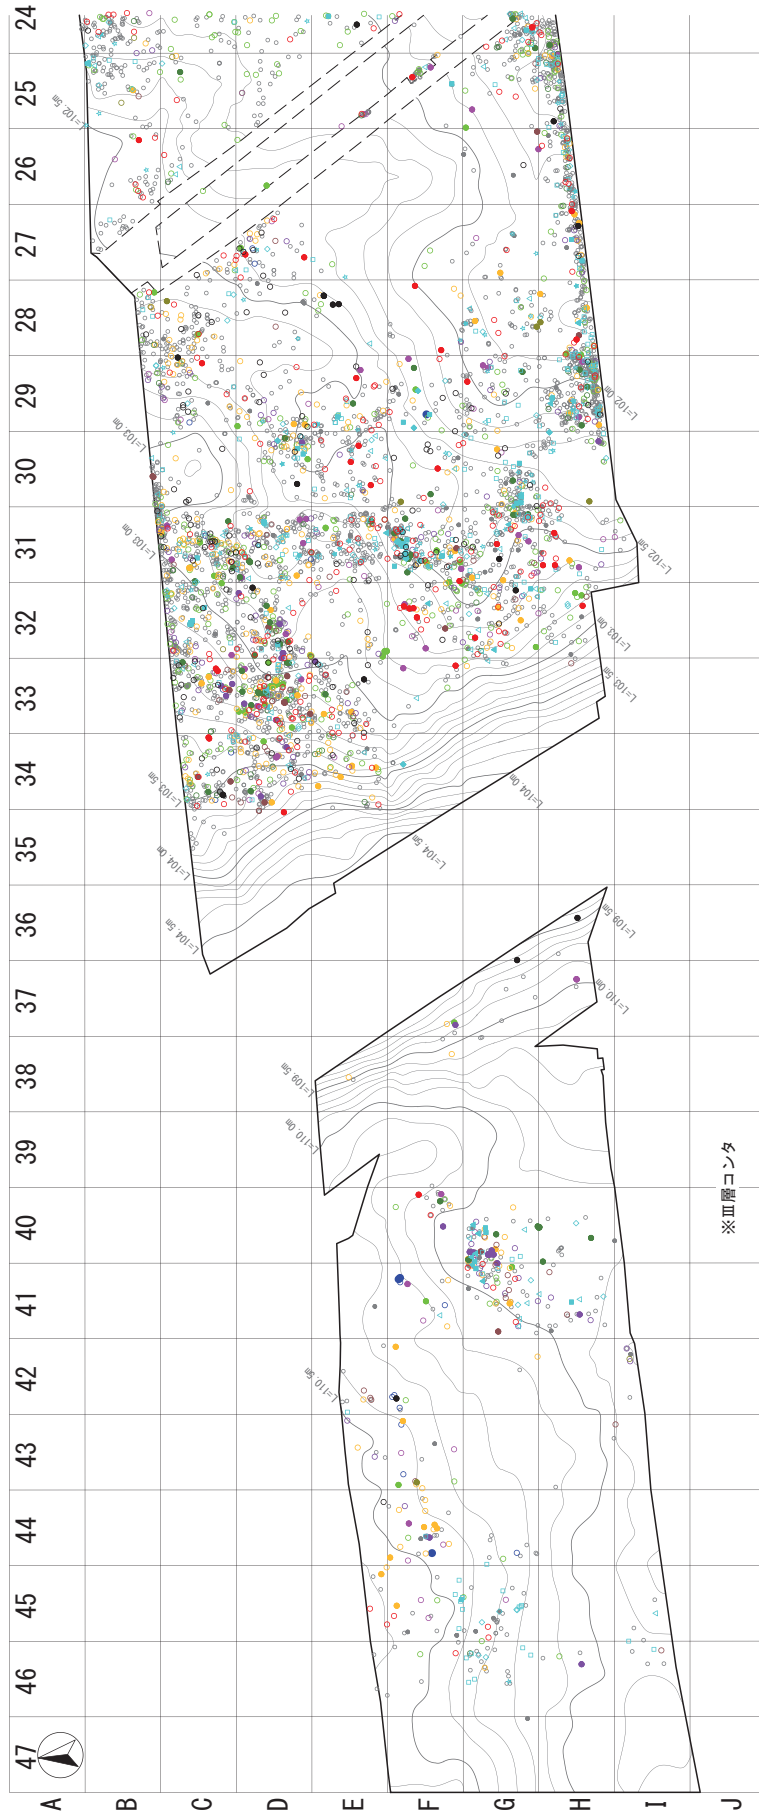 24
25
26
27
28
29
30
31
32
33
34
35
36
37
38
39
40
41
42
43
44
45
46
47
A
B
C
D
E
F
G
H
I
J
L=102.5m
L=103.0m
L=103.0m
L=103.5m
L=104.0m
L=104.5m
L=102.0m
L=102.5m
L=103.0m
L=103.5m
L=104.0m
L=104.5m
L=109.5m
L=110.0m
L=109.5m
L=110.0m
L=110.5m
※Ⅲ層コンタ